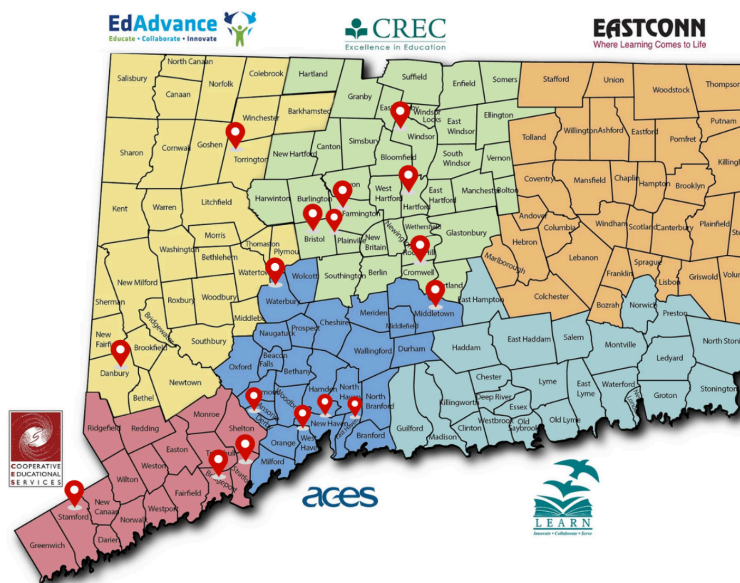 EdAdvance
Educate • Collaborate • Innovate
CREC
Excellence in Education
EASTCONN
Where Learning Comes to Life
North Canaan
Colebrook
Hartland
Suffield
Enfield
Somers
Stafford
Union
Woodstock
Thompson
Salisbury
Canaan
Norfolk
Granby
Windsor
Locks
East
Windsor
Ellington
Winchester
Barkhamsted
Putnam
Willington
Ashford
Eastford
Pomfret
Tolland
Sharon
Cornwall
Goshen
Torrington
New Hartford
Canton
Simsbury
Bloomfield
Windsor
South
Windsor
Vernon
Coventry
Mansfield
Chaplin
Hampton
Brooklyn
Kent
Warren
Litchfield
Harwinton
Burlington
Farmington
West
Hartford
Hartford
East
Hartford
Manchester
Bolton
Andover
Columbia
Windham
Scotland
Canterbury
Morris
Bristol
Plainville
New
Britain
Newington
Wethersfield
Glastonbury
Hebron
Marlborough
Lebanon
Franklin
Sprague
Lisbon
Washington
Bethlehem
Thomaston
Wolcott
Southington
Berlin
Cromwell
East Hampton
Colchester
Bozrah
Norwich
Preston
New Milford
Sherman
Roxbury
Woodbury
Waterbury
Meriden
Middletown
Middlefield
Bridgewater
Naugatuck
Prospect
Cheshire
Wallingford
Durham
Haddam
East Haddam
Salem
Montville
Ledyard
Brookfield
Southbury
Oxford
Beacon
Falls
Bethany
Danbury
Bethel
Newtown
Hamden
North
Haven
North
Branford
Chester
Deep River
Essex
Lyme
East
Lyme
Waterford
Groton
Stonington
Killingworth
Westbrook
Old
Saybrook
Old Lyme
Guilford
Madison
Clinton
Ridgefield
Redding
Monroe
Shelton
Orange
West
Haven
New Haven
Branford
Milford
Easton
Weston
Wilton
Fairfield
Westport
Norwalk
New
Canaan
Darien
Stamford
Greenwich
COOPERATIVE
EDUCATIONAL
SERVICES
aces
LEARN
Innovate • Collaborate • Serve